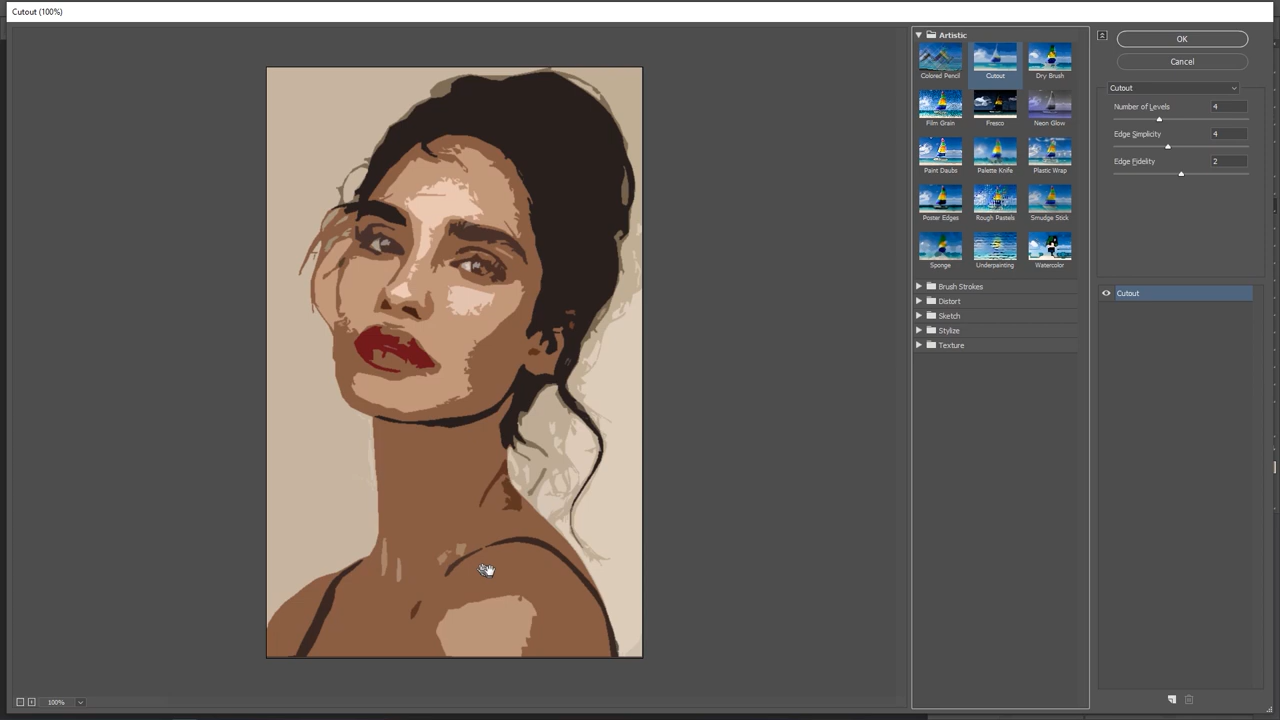 Cutout (100%)
Artistic
Colored Pencil
Cutout
Dry Brush
Film Grain
Fresco
Neon Glow
Paint Daubs
Palette Knife
Plastic Wrap
Poster Edges
Rough Pastels
Smudge Stick
Sponge
Underpainting
Watercolor
Brush Strokes
Distort
Sketch
Stylize
Texture
OK
Cancel
Cutout
Number of Levels 4
Edge Simplicity 4
Edge Fidelity 2
Cutout
100%